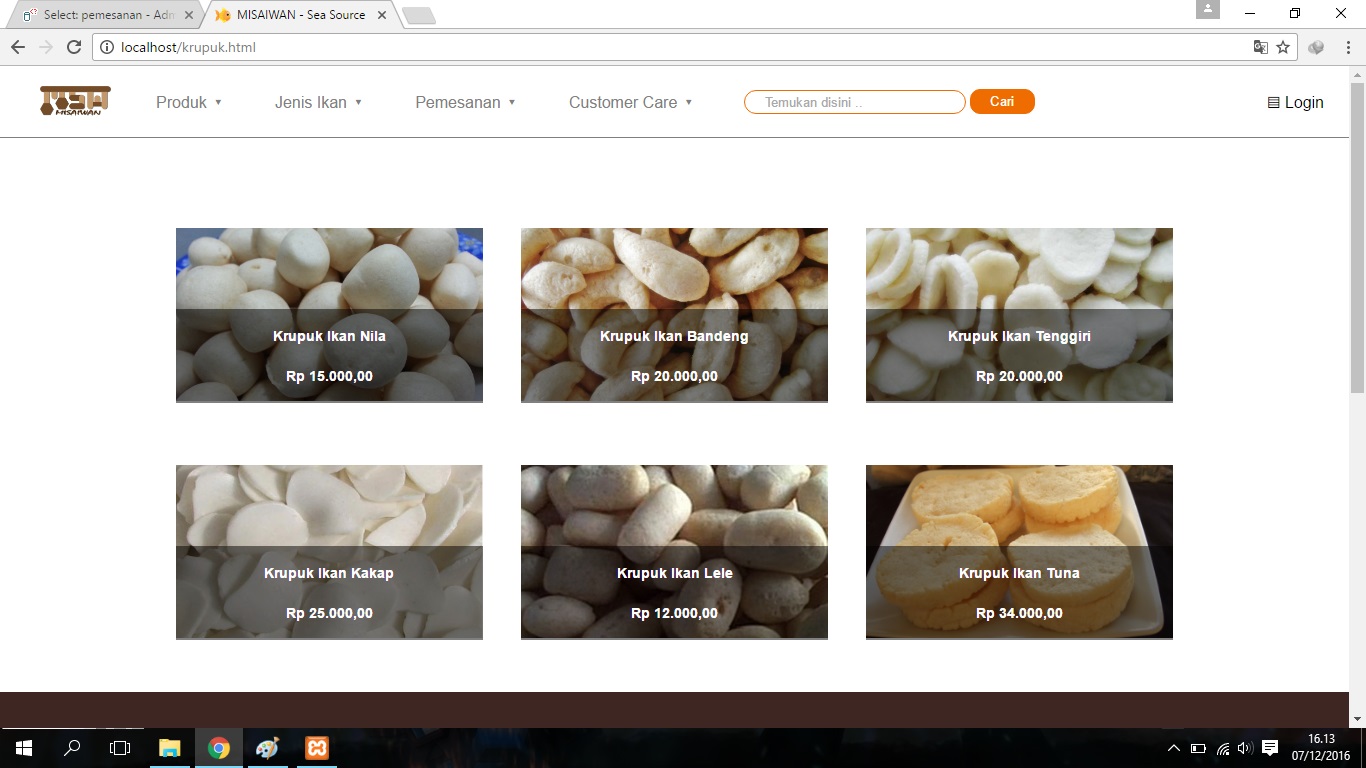 Select: pemesanan - Adm
MISAIWAN - Sea Source
localhost/krupuk.html
MISAIWAN
Produk ▼
Jenis Ikan ▼
Pemesanan ▼
Customer Care ▼
Temukan disini ..
Cari
Login
Krupuk Ikan Nila
Rp 15.000,00
Krupuk Ikan Bandeng
Rp 20.000,00
Krupuk Ikan Tenggiri
Rp 20.000,00
Krupuk Ikan Kakap
Rp 25.000,00
Krupuk Ikan Lele
Rp 12.000,00
Krupuk Ikan Tuna
Rp 34.000,00
16.13
07/12/2016